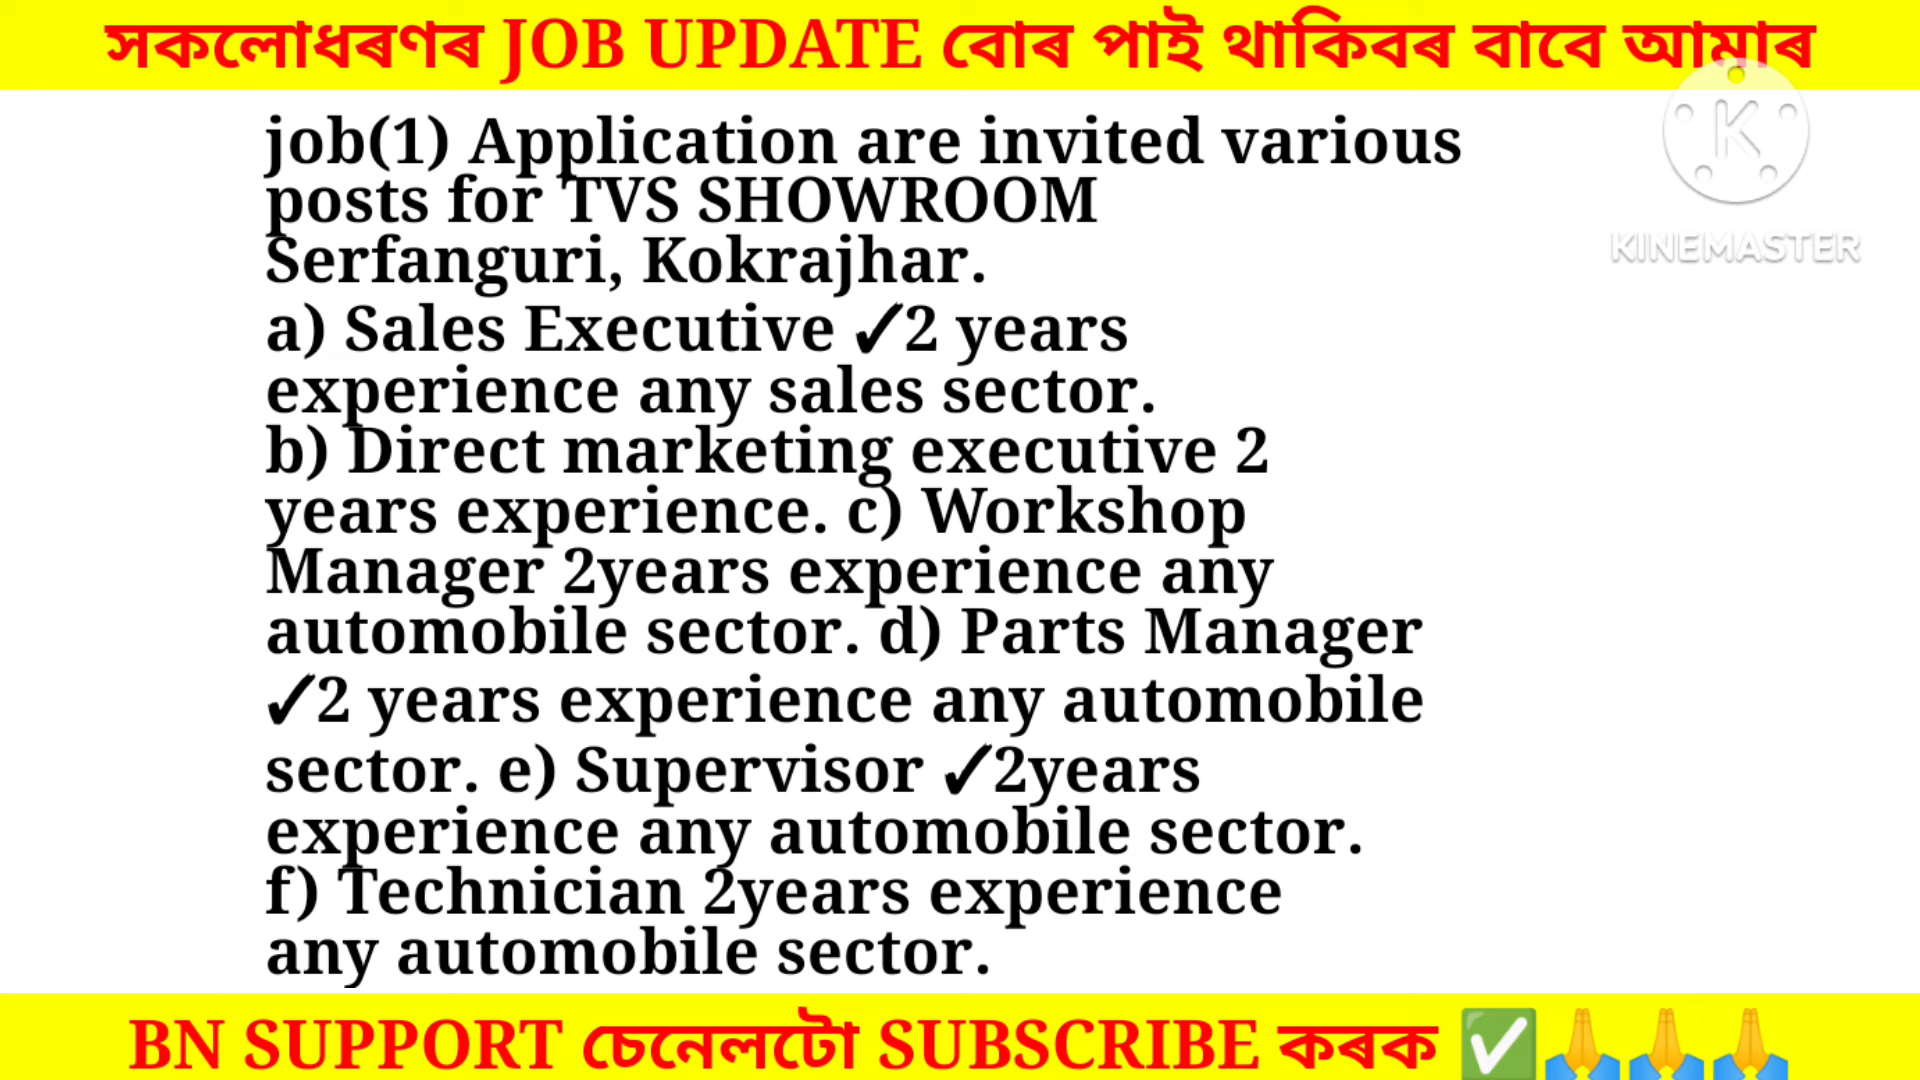 সকলোধৰণৰ JOB UPDATE বোৰ পাই থাকিবৰ বাবে আমাৰ
job(1) Application are invited various
posts for TVS SHOWROOM
Serfanguri, Kokrajhar.
a) Sales Executive ✓2 years
experience any sales sector.
b) Direct marketing executive 2
years experience. c) Workshop
Manager 2years experience any
automobile sector. d) Parts Manager
✓2 years experience any automobile
sector. e) Supervisor ✓2years
experience any automobile sector.
f) Technician 2years experience
any automobile sector.
K
KINEMASTER
BN SUPPORT চেনেলটো SUBSCRIBE কৰক ✅🙏🙏🙏